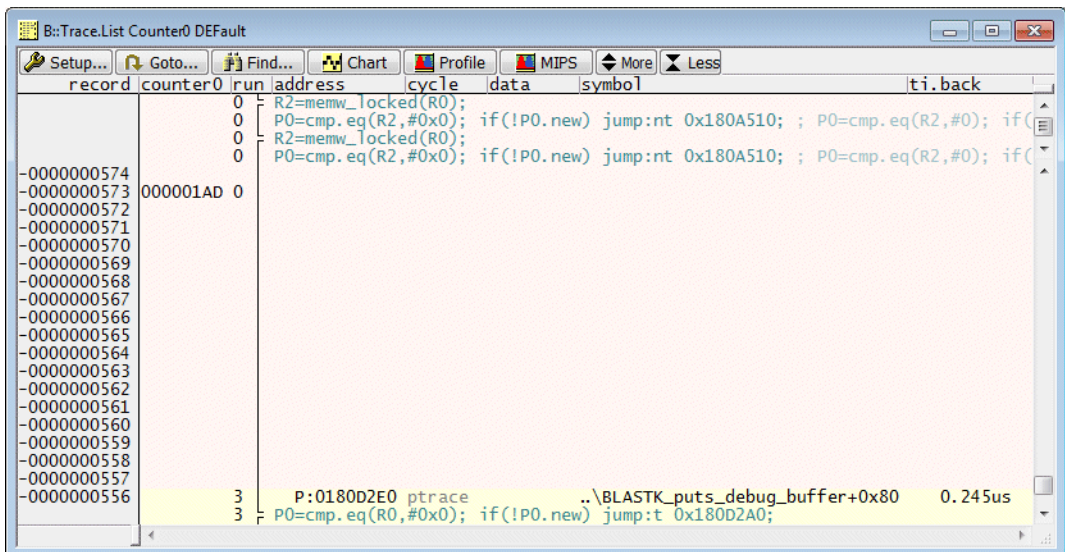 B::Trace.List Counter0 DEFault
Setup... Goto... Find... Chart Profile MIPS More Less
record counter0 run address cycle data symbol ti.back
0 R2=memw_locked(R0);
0 P0=cmp.eq(R2,#0x0); if(!P0.new) jump:nt 0x180A510; ; P0=cmp.eq(R2,#0); if(
0 R2=memw_locked(R0);
0 P0=cmp.eq(R2,#0x0); if(!P0.new) jump:nt 0x180A510; ; P0=cmp.eq(R2,#0); if(
-0000000574
-0000000573 000001AD 0
-0000000572
-0000000571
-0000000570
-0000000569
-0000000568
-0000000567
-0000000566
-0000000565
-0000000564
-0000000563
-0000000562
-0000000561
-0000000560
-0000000559
-0000000558
-0000000557
-0000000556 3 P:0180D2E0 ptrace ..\BLASTK_puts_debug_buffer+0x80 0.245us
3 P0=cmp.eq(R0,#0x0); if(!P0.new) jump:t 0x180D2A0;